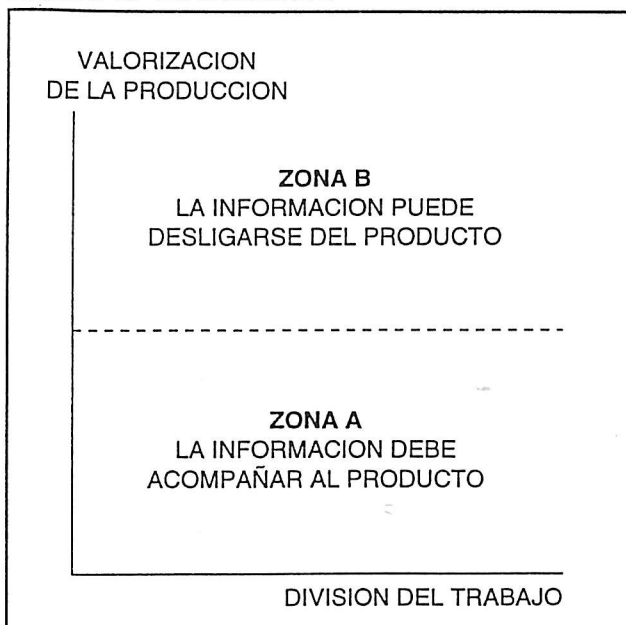 VALORIZACION
DE LA PRODUCCION
ZONA B
LA INFORMACION PUEDE
DESLIGARSE DEL PRODUCTO
ZONA A
LA INFORMACION DEBE
ACOMPAÑAR AL PRODUCTO
DIVISION DEL TRABAJO